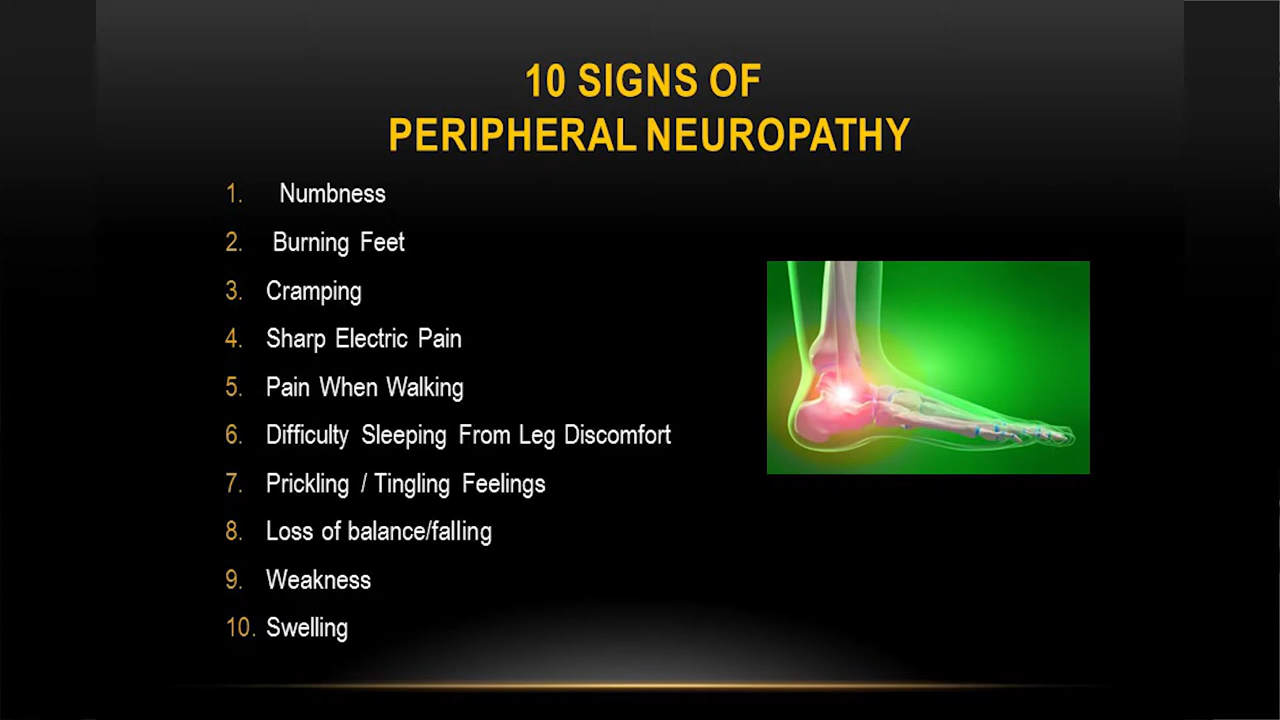 10 SIGNS OF
PERIPHERAL NEUROPATHY
1. Numbness
2. Burning Feet
3. Cramping
4. Sharp Electric Pain
5. Pain When Walking
6. Difficulty Sleeping From Leg Discomfort
7. Prickling / Tingling Feelings
8. Loss of balance/falling
9. Weakness
10. Swelling